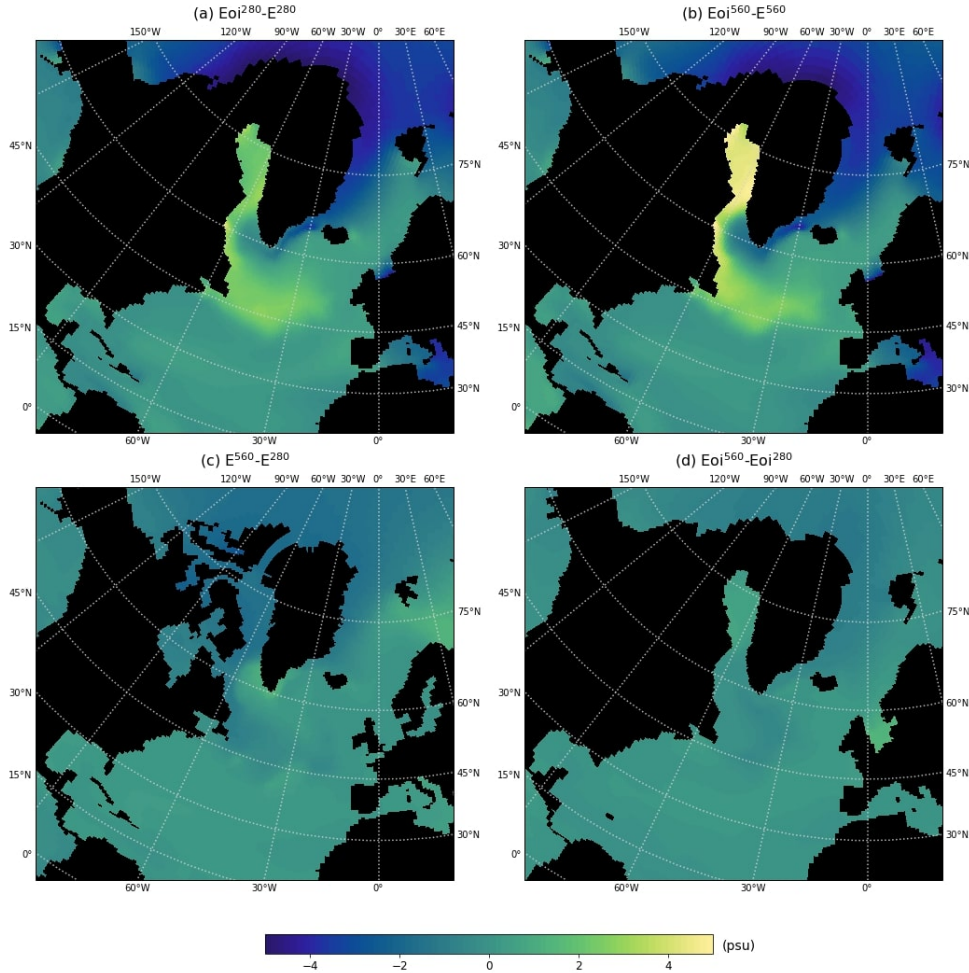 (a) Eoi²⁸⁰-E²⁸⁰ (b) Eoi⁵⁶⁰-E⁵⁶⁰
150°W 120°W 90°W 60°W 30°W 0° 30°E 60°E 150°W 120°W 90°W 60°W 30°W 0° 30°E 60°E
45°N 75°N 45°N 75°N
30°N 60°N 30°N 60°N
15°N 45°N 15°N 45°N
30°N 30°N
0° 0°
60°W 30°W 0° 60°W 30°W 0°
(c) E⁵⁶⁰-E²⁸⁰ (d) Eoi⁵⁶⁰-Eoi²⁸⁰
150°W 120°W 90°W 60°W 30°W 0° 30°E 60°E 150°W 120°W 90°W 60°W 30°W 0° 30°E 60°E
45°N 75°N 45°N 75°N
30°N 60°N 30°N 60°N
15°N 45°N 15°N 45°N
30°N 30°N
0° 0°
60°W 30°W 0° 60°W 30°W 0°
(psu)
−4 −2 0 2 4